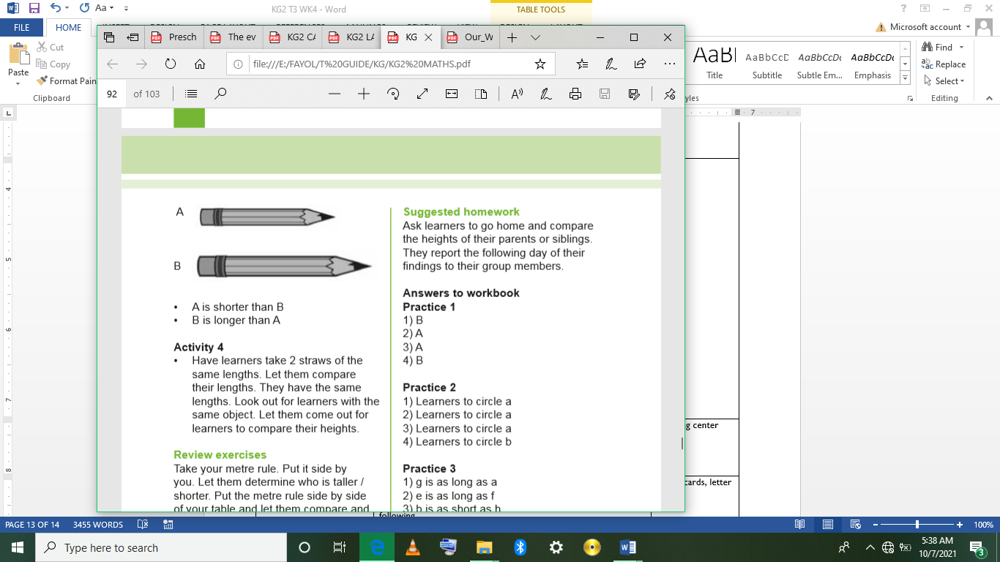 KG2 T3 WK4 - Word
TABLE TOOLS
FILE
HOME
Microsoft account
Presch
The ev
KG2 CA
KG2 LA
KG
Our_W
Paste
Cut
Copy
Format Pain
Clipboard
file:///E:/FAYOL/T%20GUIDE/KG/KG2%20MATHS.pdf
AaBl
AaBbCcD
AaBbCcDc
AaBbCcDc
Title
Subtitle
Subtle Em...
Emphasis
yles
Find
Replace
Select
Editing
92
of 103
7
A
B
• A is shorter than B
• B is longer than A
Activity 4
• Have learners take 2 straws of the
same lengths. Let them compare
their lengths. They have the same
lengths. Look out for learners with the
same object. Let them come out for
learners to compare their heights.
Review exercises
Take your metre rule. Put it side by
you. Let them determine who is taller /
shorter. Put the metre rule side by side
of your table and let them compare and
Suggested homework
Ask learners to go home and compare
the heights of their parents or siblings.
They report the following day of their
findings to their group members.
Answers to workbook
Practice 1
1) B
2) A
3) A
4) B
Practice 2
1) Learners to circle a
2) Learners to circle a
3) Learners to circle a
4) Learners to circle b
Practice 3
1) g is as long as a
2) e is as long as f
3) b is as short as h
4
5
6
7
8
g center
cards, letter
following
PAGE 13 OF 14
3455 WORDS
100%
Type here to search
5:38 AM
10/7/2021
3